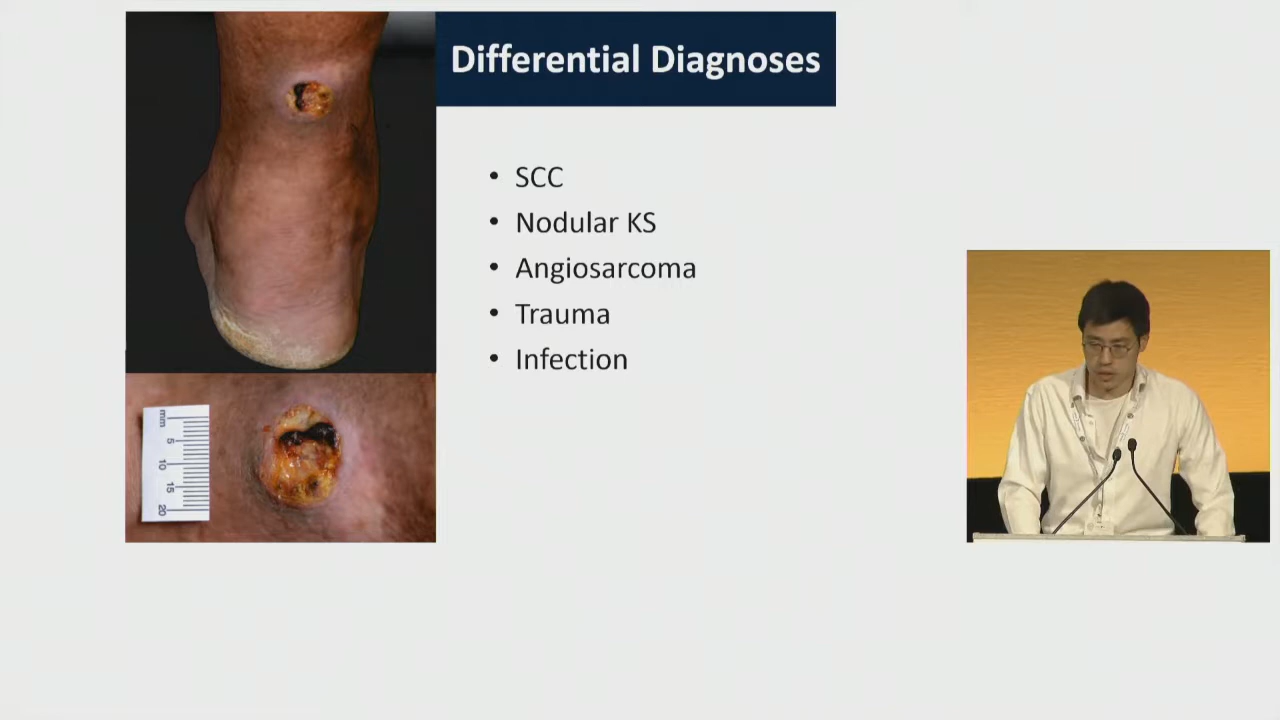 Differential Diagnoses
• SCC
• Nodular KS
• Angiosarcoma
• Trauma
• Infection
mm
5
10
15
20